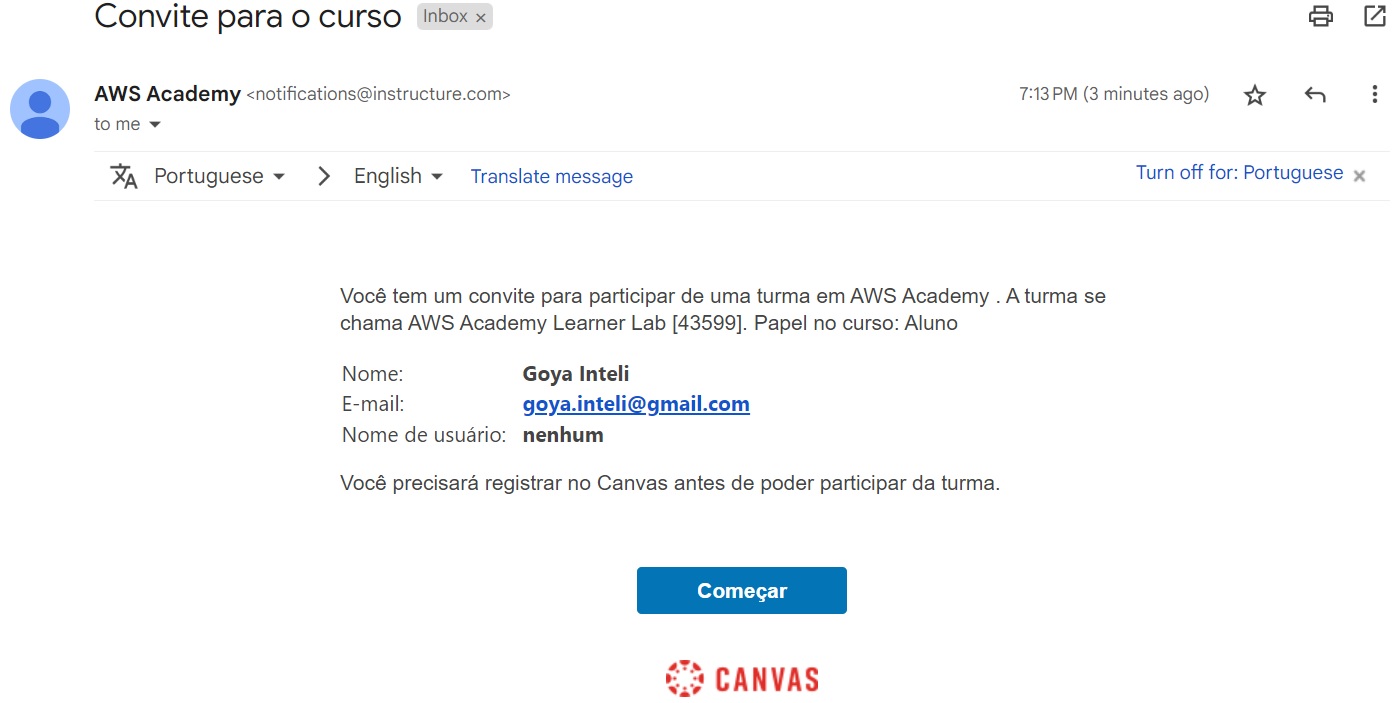 Convite para o curso Inbox ×
AWS Academy <notifications@instructure.com> 7:13 PM (3 minutes ago)
to me
Portuguese > English Translate message Turn off for: Portuguese ×
Você tem um convite para participar de uma turma em AWS Academy . A turma se
chama AWS Academy Learner Lab [43599]. Papel no curso: Aluno
Nome: Goya Inteli
E-mail: goya.inteli@gmail.com
Nome de usuário: nenhum
Você precisará registrar no Canvas antes de poder participar da turma.
Começar
CANVAS